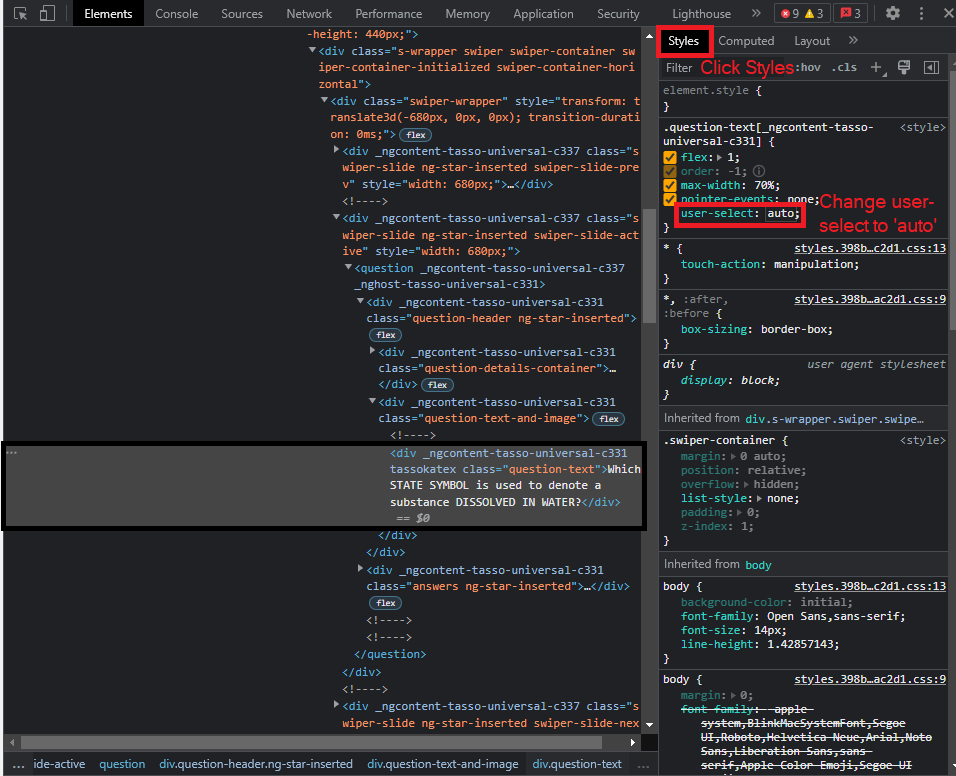 Elements Console Sources Network Performance Memory Application Security Lighthouse » 9 3 3
-height: 440px;">
<div class="s-wrapper swiper swiper-container sw
iper-container-initialized swiper-container-hori
zontal">
<div class="swiper-wrapper" style="transform: t
ranslate3d(-680px, 0px, 0px); transition-durati
on: 0ms;"> flex
<div _ngcontent-tasso-universal-c337 class="s
wiper-slide ng-star-inserted swiper-slide-pre
v" style="width: 680px;">…</div>
<!---->
<div _ngcontent-tasso-universal-c337 class="s
wiper-slide ng-star-inserted swiper-slide-act
ive" style="width: 680px;">
<question _ngcontent-tasso-universal-c337
_nghost-tasso-universal-c331>
<div _ngcontent-tasso-universal-c331
class="question-header ng-star-inserted">
flex
<div _ngcontent-tasso-universal-c331
class="question-details-container">…
</div> flex
<div _ngcontent-tasso-universal-c331
class="question-text-and-image"> flex
<!---->
<div _ngcontent-tasso-universal-c331
tassokatex class="question-text">Which
STATE SYMBOL is used to denote a
substance DISSOLVED IN WATER?</div>
== $0
</div>
</div>
<div _ngcontent-tasso-universal-c331
class="answers ng-star-inserted">…</div>
flex
<!---->
<!---->
</question>
</div>
<!---->
<div _ngcontent-tasso-universal-c337 class="s
wiper-slide ng-star-inserted swiper-slide-nex
… ide-active question div.question-header.ng-star-inserted div.question-text-and-image div.question-text …
Styles Computed Layout »
Filter Click Styles :hov .cls +
element.style {
}
.question-text[_ngcontent-tasso- <style>
universal-c331] {
flex: 1;
order: -1;
max-width: 70%;
pointer-events: none;
user-select: auto;
}
Change user-
select to 'auto'
* { styles.398b…c2d1.css:13
touch-action: manipulation;
}
*, :after, styles.398b…ac2d1.css:9
:before {
box-sizing: border-box;
}
div { user agent stylesheet
display: block;
}
Inherited from div.s-wrapper.swiper.swipe…
.swiper-container { <style>
margin: 0 auto;
position: relative;
overflow: hidden;
list-style: none;
padding: 0;
z-index: 1;
}
Inherited from body
body { styles.398b…c2d1.css:13
background-color: initial;
font-family: Open Sans,sans-serif;
font-size: 14px;
line-height: 1.42857143;
}
body { styles.398b…ac2d1.css:9
margin: 0;
font-family: -apple-
system,BlinkMacSystemFont,Segoe
UI,Roboto,Helvetica Neue,Arial,Noto
Sans,Liberation Sans,sans-
serif,Apple Color Emoji,Segoe UI